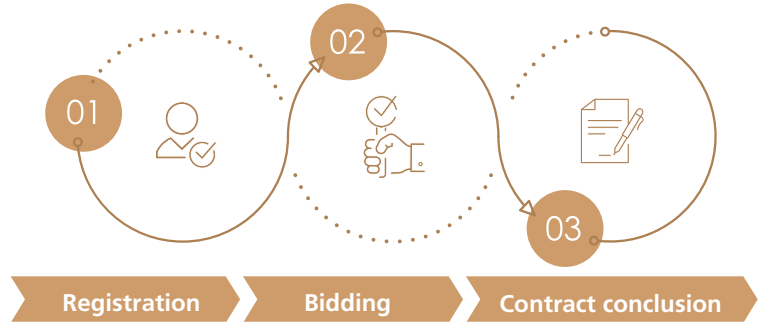 01
02
03
Registration
Bidding
Contract conclusion